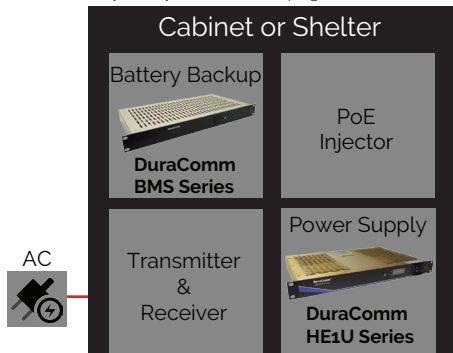 Cabinet or Shelter
Battery Backup
DuraComm
BMS Series
PoE
Injector
AC
Transmitter
&
Receiver
Power Supply
DuraComm
HE1U Series